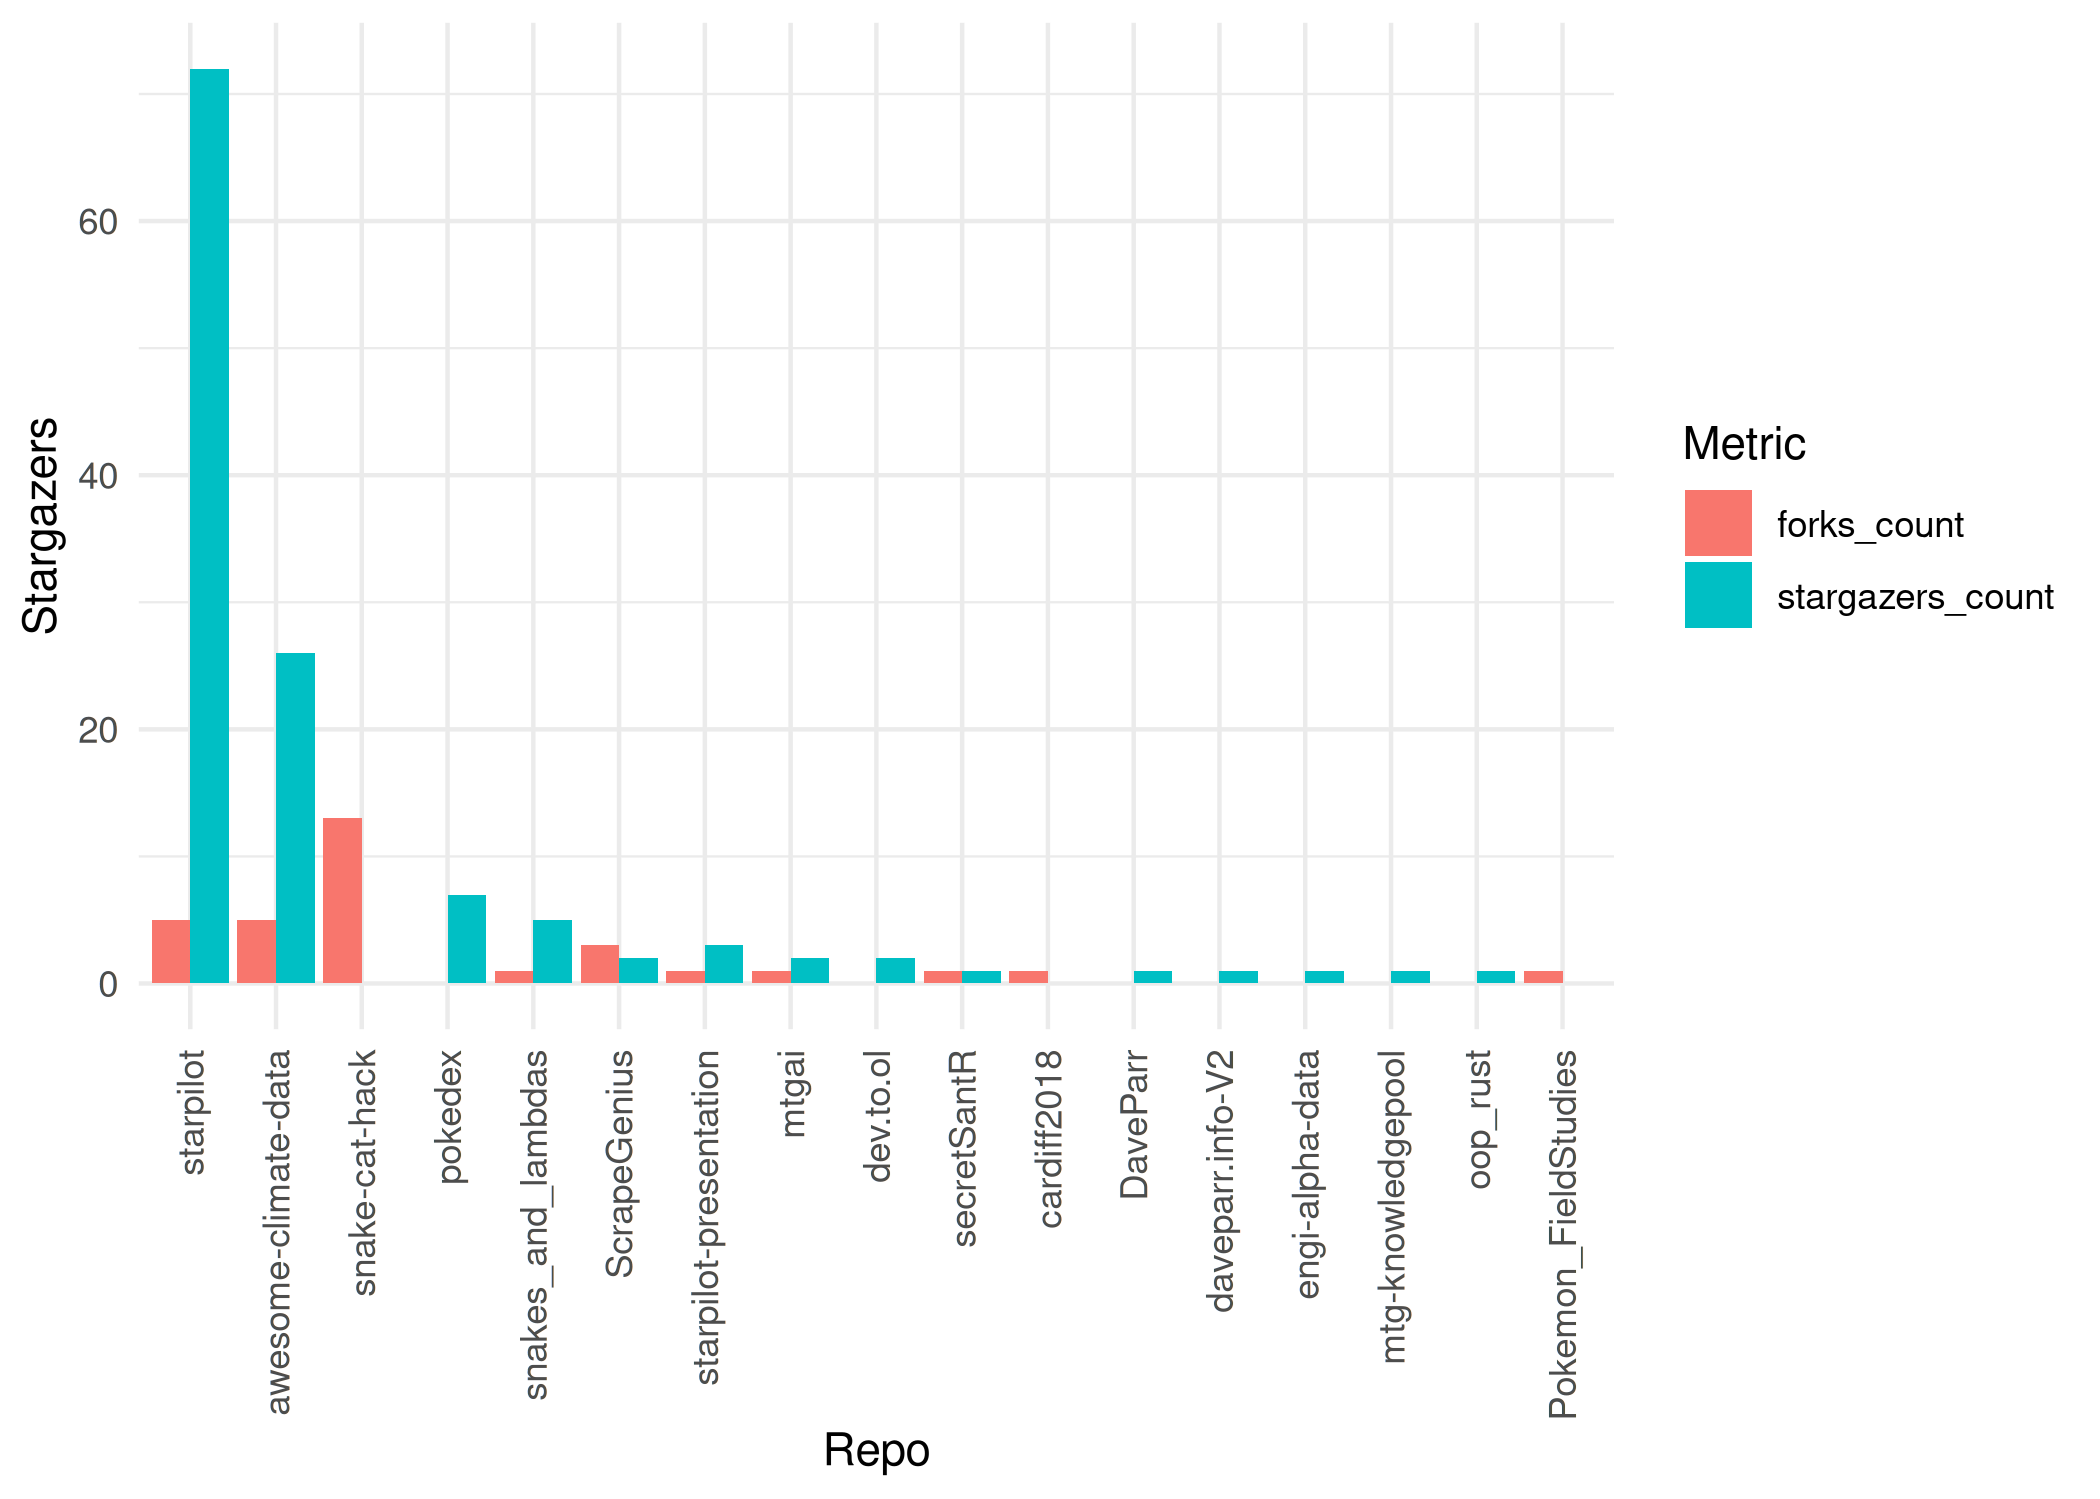 Stargazers
60
40
20
0
starpilot
awesome-climate-data
snake-cat-hack
pokedex
snakes_and_lambdas
ScrapeGenius
starpilot-presentation
mtgai
dev.to.ol
secretSantR
cardiff2018
DaveParr
daveparr.info-V2
engi-alpha-data
mtg-knowledgepool
oop_rust
Pokemon_FieldStudies
Repo
Metric
forks_count
stargazers_count